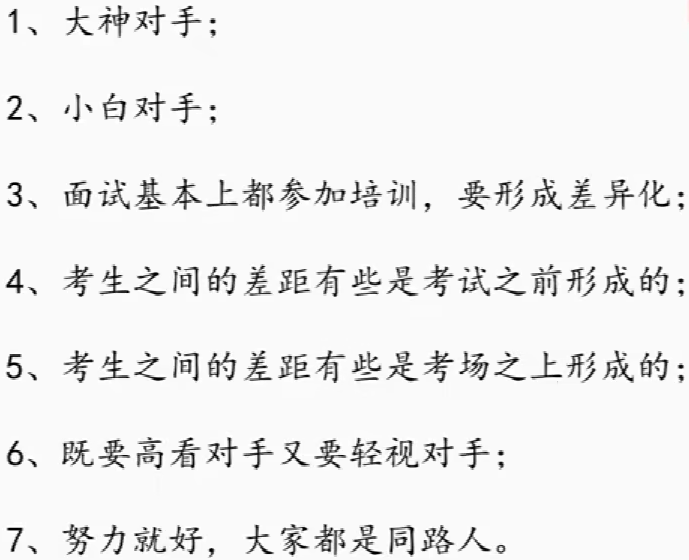 1、大神对手；
2、小白对手；
3、面试基本上都参加培训，要形成差异化；
4、考生之间的差距有些是考试之前形成的；
5、考生之间的差距有些是考场之上形成的；
6、既要高看对手又要轻视对手；
7、努力就好，大家都是同路人。